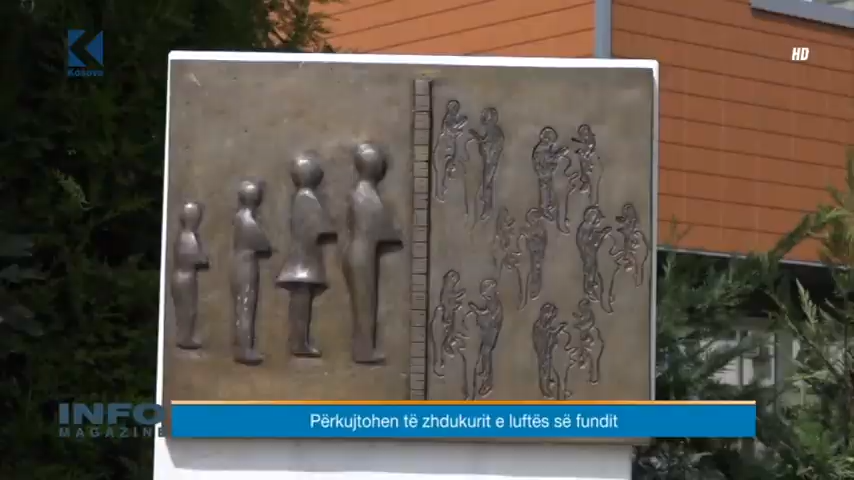 K
Kosova
HD
INFO
MAGAZINE
Përkujtohen të zhdukurit e luftës së fundit